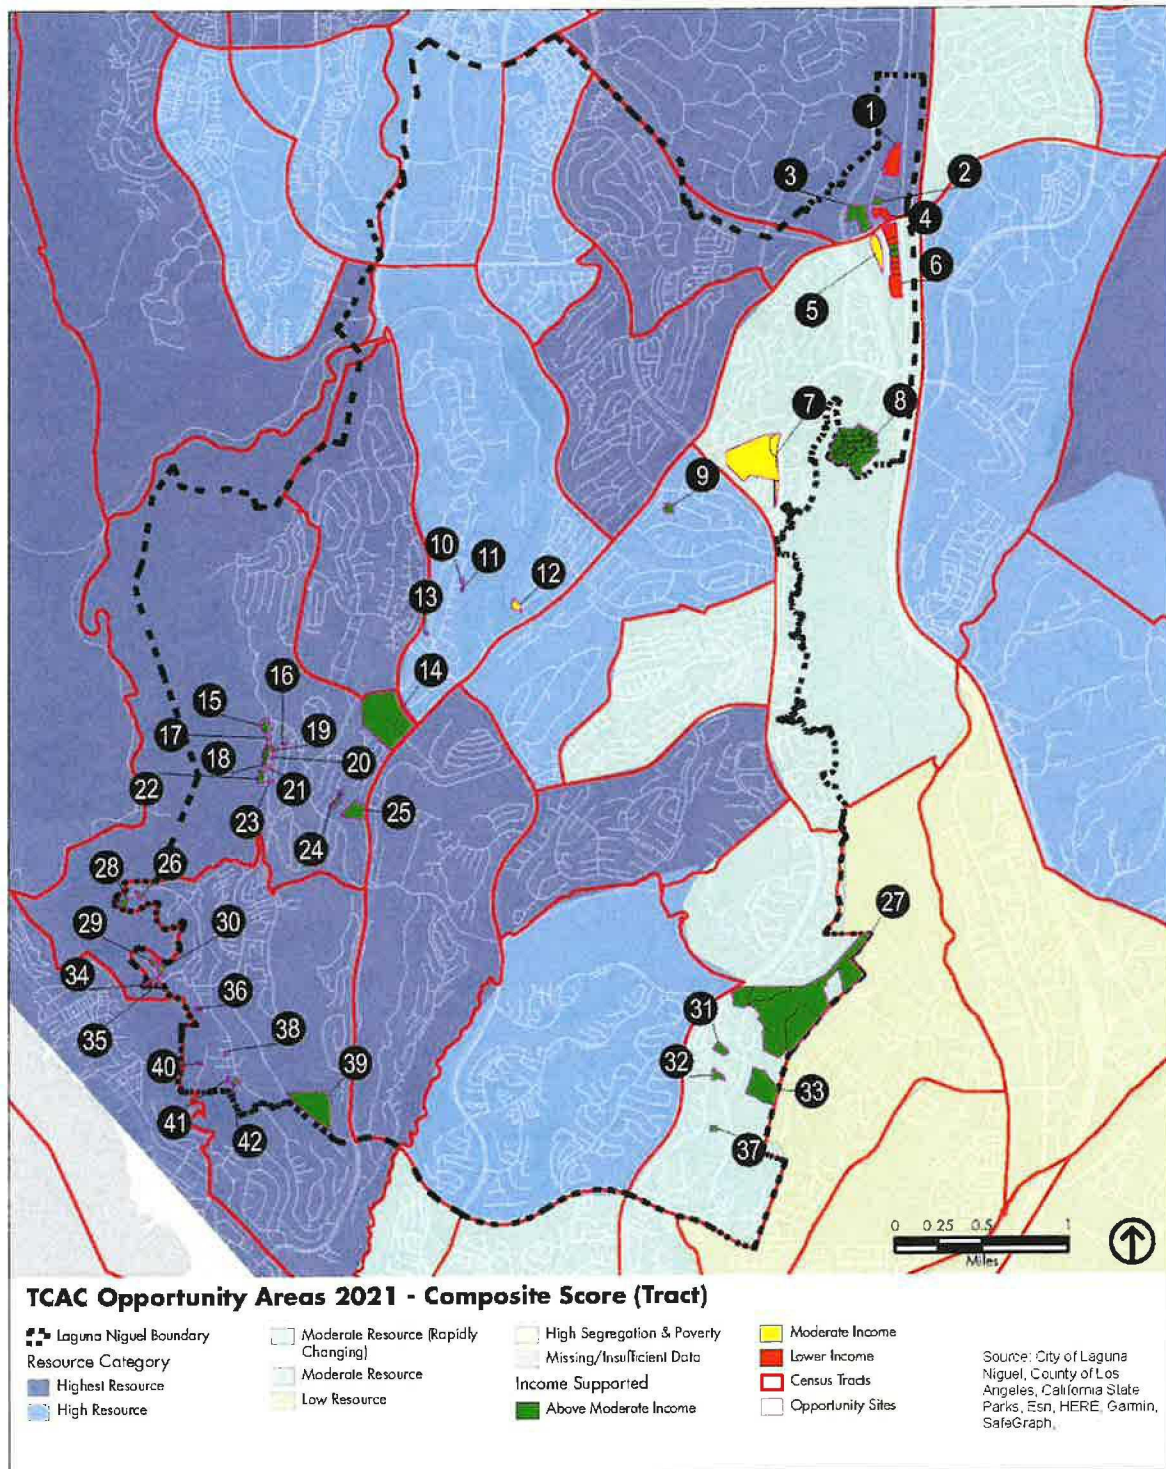 1
2
3
4
5
6
7
8
9
10
11
12
13
14
15
16
17
18
19
20
21
22
23
24
25
26
27
28
29
30
31
32
33
34
35
36
37
38
39
40
41
42
0 0.25 0.5 1
Miles
TCAC Opportunity Areas 2021 - Composite Score (Tract)
Laguna Niguel Boundary
Resource Category
Highest Resource
High Resource
Moderate Resource (Rapidly
Changing)
Moderate Resource
Low Resource
High Segregation & Poverty
Missing/Insufficient Data
Income Supported
Above Moderate Income
Moderate Income
Lower Income
Census Tracts
Opportunity Sites
Source: City of Laguna
Niguel, County of Los
Angeles, California State
Parks, Esri, HERE, Garmin,
SafeGraph,